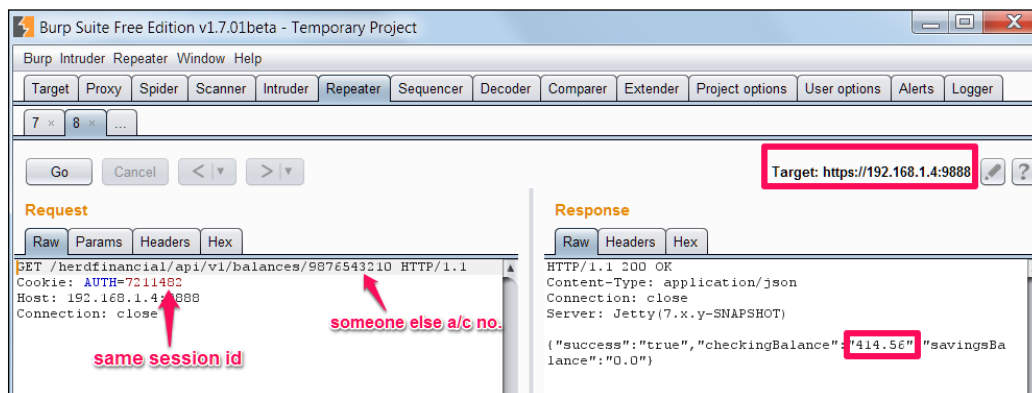 Burp Suite Free Edition v1.7.01beta - Temporary Project
Burp Intruder Repeater Window Help
Target Proxy Spider Scanner Intruder Repeater Sequencer Decoder Comparer Extender Project options User options Alerts Logger
7 × 8 × ...
Go Cancel < > Target: https://192.168.1.4:9888 ?
Request
Raw Params Headers Hex
GET /herdfinancial/api/v1/balances/9876543210 HTTP/1.1
Cookie: AUTH=7211482
Host: 192.168.1.4:9888
Connection: close
someone else a/c no.
same session id
Response
Raw Headers Hex
HTTP/1.1 200 OK
Content-Type: application/json
Connection: close
Server: Jetty(7.x.y-SNAPSHOT)
{"success":"true","checkingBalance":"414.56","savingsBa
lance":"0.0"}